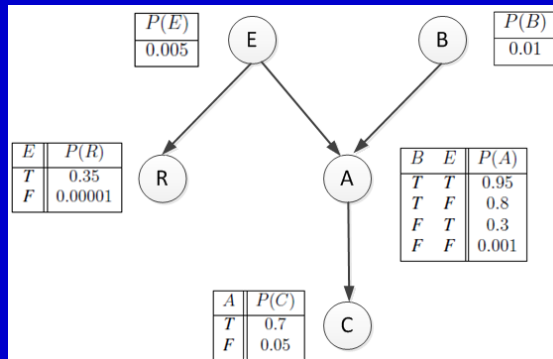 P(E)
0.005
E
B
P(B)
0.01
E P(R)
T 0.35
F 0.00001
R
A
B E P(A)
T T 0.95
T F 0.8
F T 0.3
F F 0.001
A P(C)
T 0.7
F 0.05
C